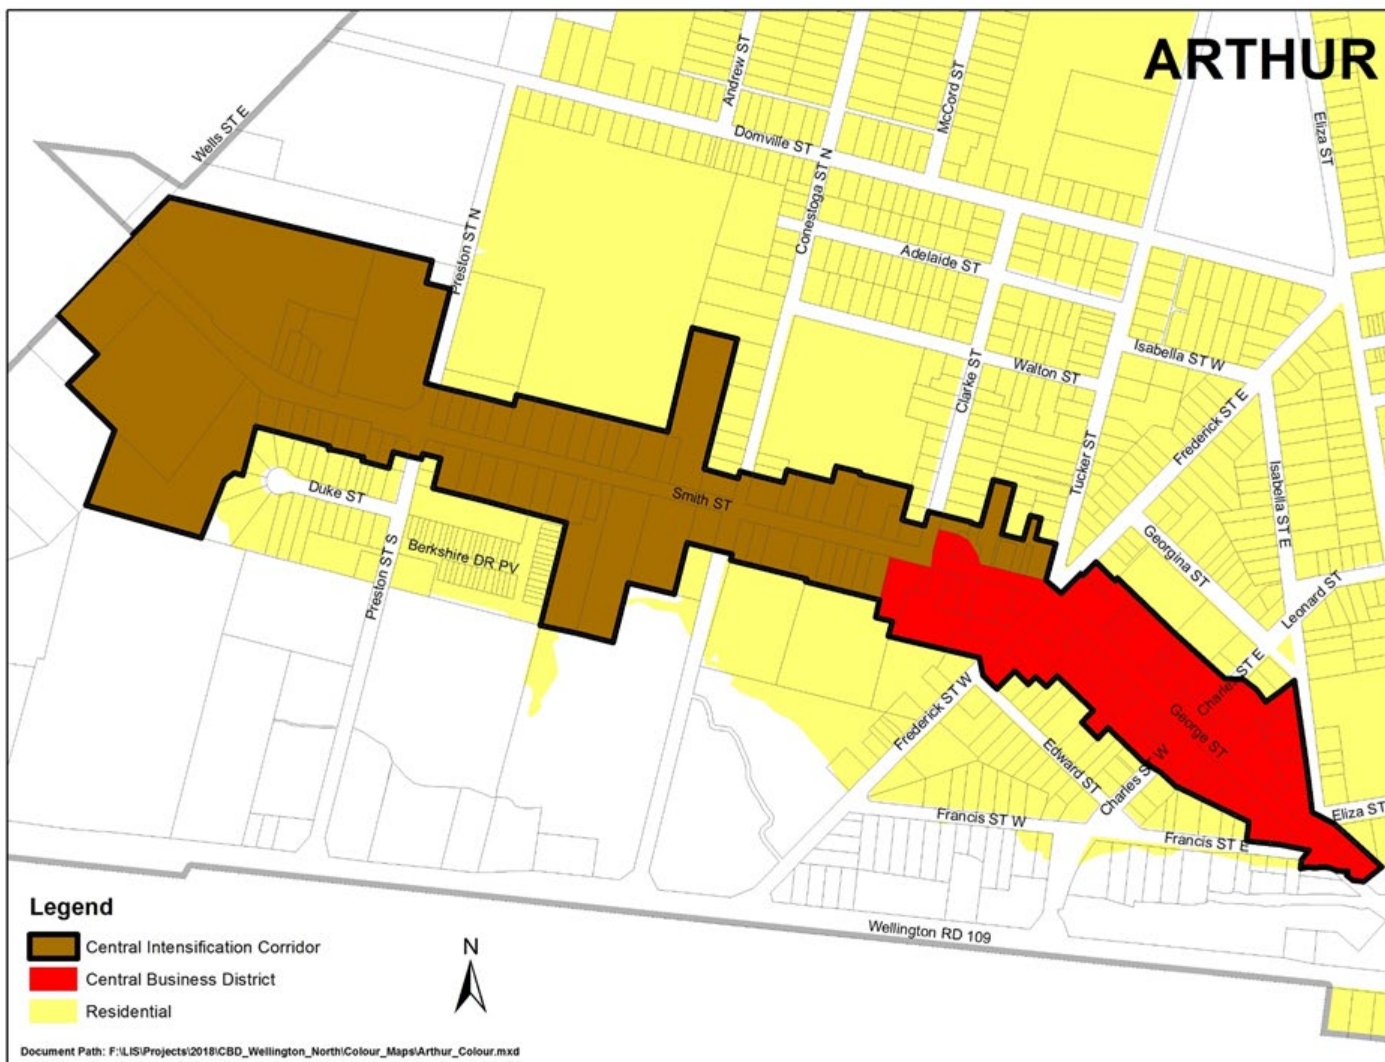 ARTHUR
Wells ST E
Andrew ST
McCord ST
Eliza ST
Domville ST
Conestoga ST N
Preston ST N
Adelaide ST
Isabella ST W
Walton ST
Clarke ST
Frederick ST E
Tucker ST
Isabella ST E
Smith ST
Duke ST
Berkshire DR PV
Preston ST S
Georgina ST
Leonard ST
Charles ST E
George ST
Frederick ST W
Edward ST
Charles ST W
Francis ST W
Francis ST E
Eliza ST
Wellington RD 109
Legend
Central Intensification Corridor
Central Business District
Residential
N
Document Path: F:\LIS\Projects\2018\CBD_Wellington_North\Colour_Maps\Arthur_Colour.mxd